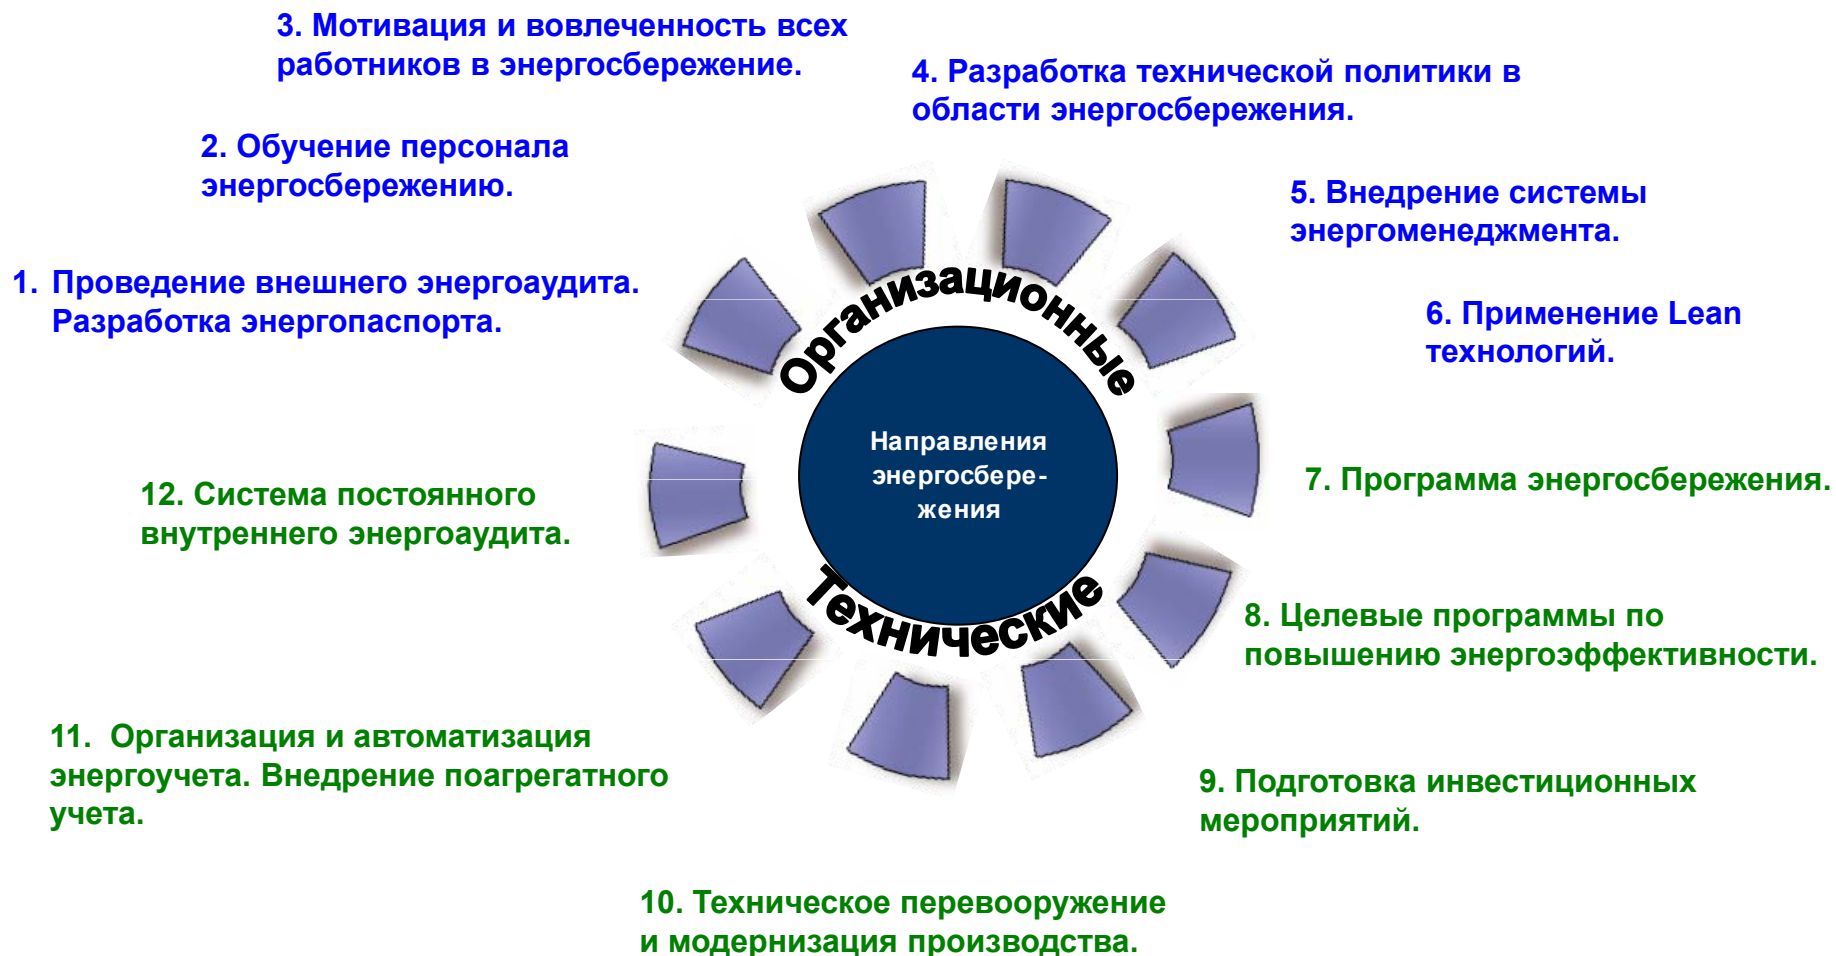 3. Мотивация и вовлеченность всех
работников в энергосбережение.
4. Разработка технической политики в
области энергосбережения.
2. Обучение персонала
энергосбережению.
5. Внедрение системы
энергоменеджмента.
1. Проведение внешнего энергоаудита.
Разработка энергопаспорта.
6. Применение Lean
технологий.
Организационные
Направления
энергосбере-
жения
Технические
7. Программа энергосбережения.
12. Система постоянного
внутреннего энергоаудита.
8. Целевые программы по
повышению энергоэффективности.
11. Организация и автоматизация
энергоучета. Внедрение поагрегатного
учета.
9. Подготовка инвестиционных
мероприятий.
10. Техническое перевооружение
и модернизация производства.